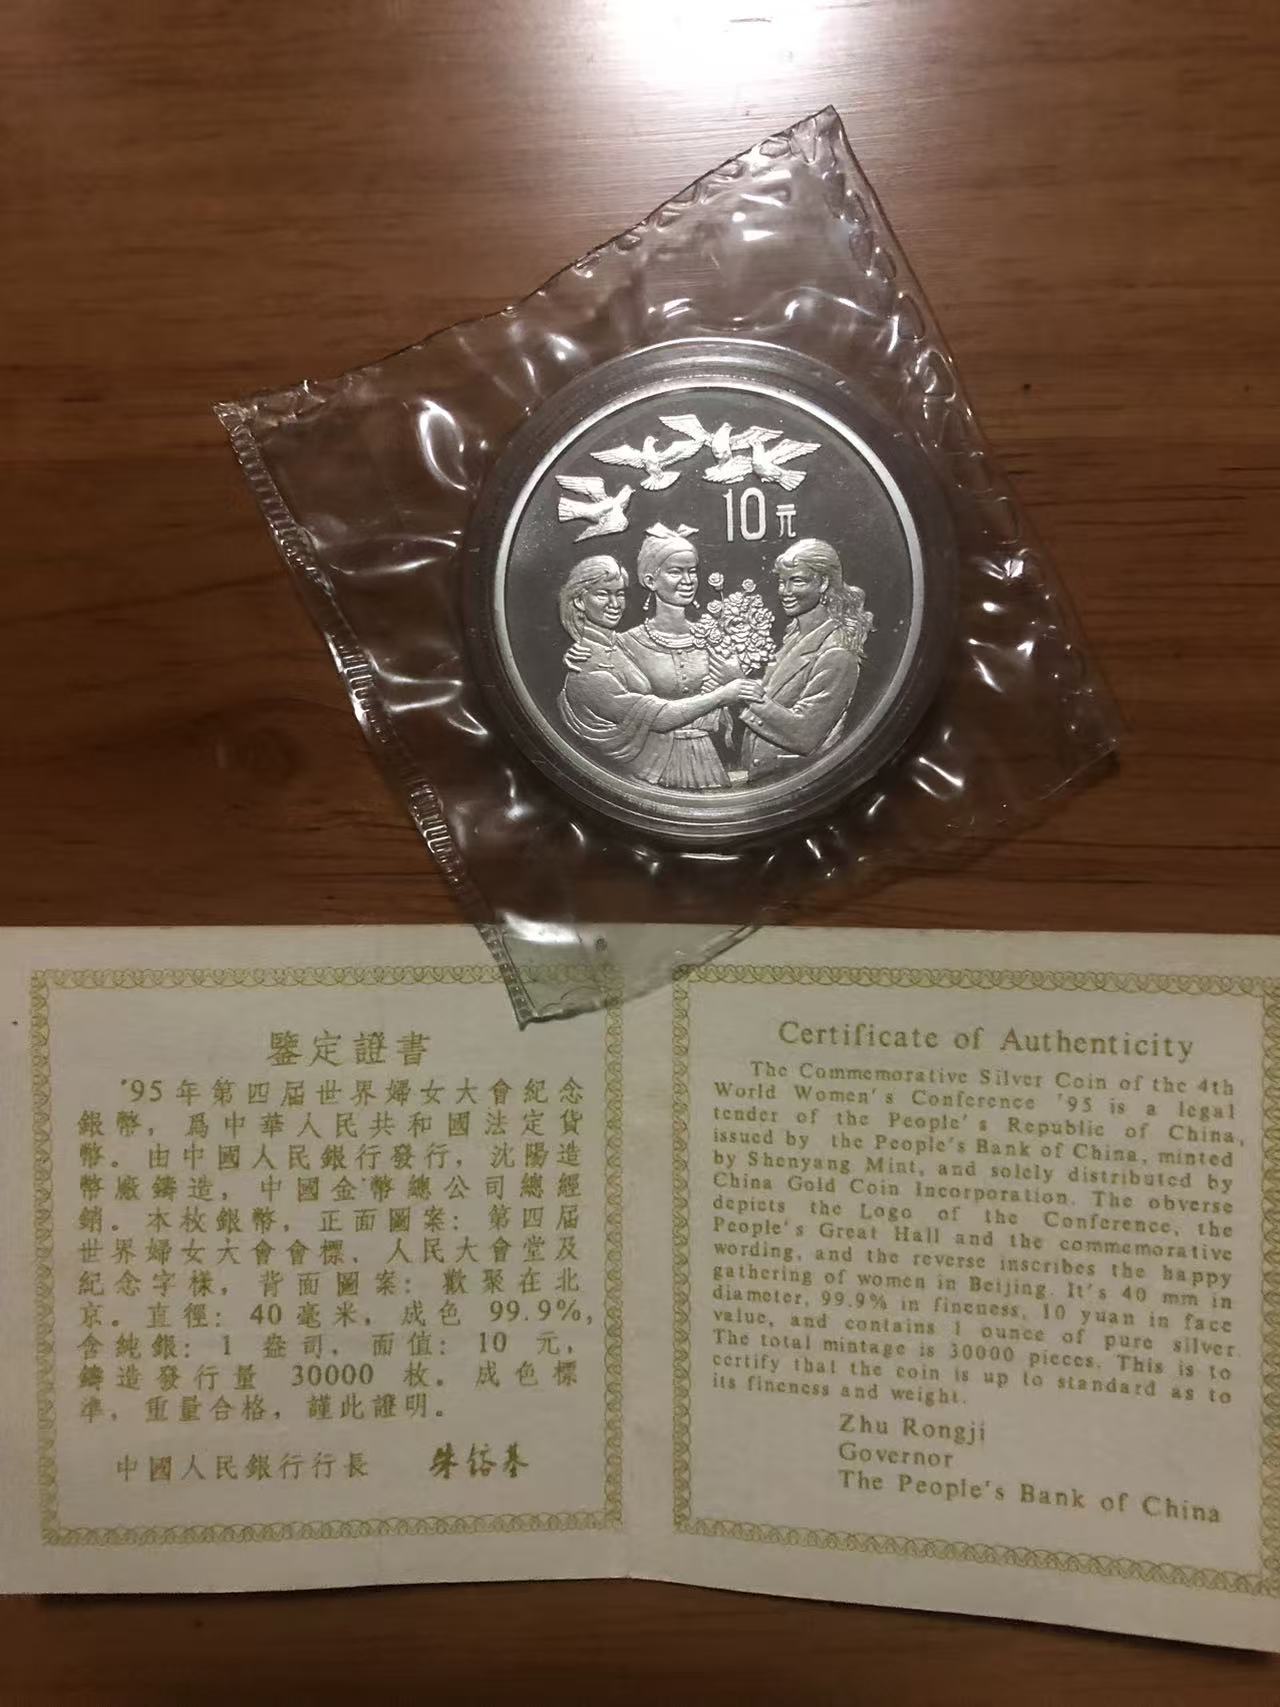 10元
鑒定證書
'95年第四届世界婦女大會紀念
銀幣，爲中華人民共和國法定貨
幣。由中國人民銀行發行，沈陽造
幣廠鑄造，中國金幣總公司總經
銷。本枚銀幣，正面圖案：第四届
世界婦女大會會標、人民大會堂及
紀念字樣，背面圖案：歡聚在北
京。直徑：40毫米，成色 99.9%，
含純銀：1 盎司，面值：10 元，
鑄造發行量 30000 枚。成色標
準，重量合格，謹此證明。
中國人民銀行行長 朱鎔基
Certificate of Authenticity
The Commemorative Silver Coin of the 4th
World Women's Conference '95 is a legal
tender of the People's Republic of China,
issued by the People's Bank of China, minted
by Shenyang Mint, and solely distributed by
China Gold Coin Incorporation. The obverse
depicts the Logo of the Conference, the
People's Great Hall and the commemorative
wording, and the reverse inscribes the happy
gathering of women in Beijing. It's 40 mm in
diameter, 99.9% in fineness, 10 yuan in face
value, and contains 1 ounce of pure silver.
The total mintage is 30000 pieces. This is to
certify that the coin is up to standard as to
its fineness and weight.
Zhu Rongji
Governor
The People's Bank of China